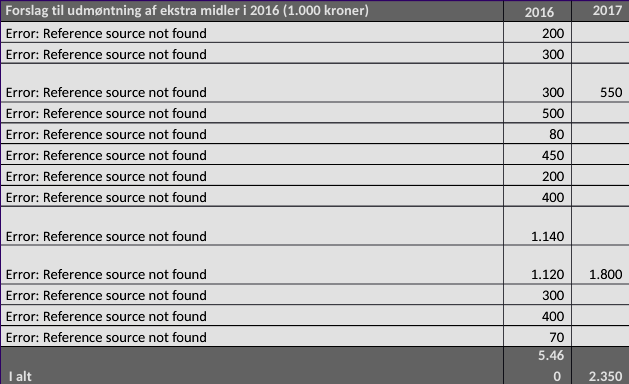 Forslag til udmøntning af ekstra midler i 2016 (1.000 kroner) 2016 2017
Error: Reference source not found 200
Error: Reference source not found 300
Error: Reference source not found 300 550
Error: Reference source not found 500
Error: Reference source not found 80
Error: Reference source not found 450
Error: Reference source not found 200
Error: Reference source not found 400
Error: Reference source not found 1.140
Error: Reference source not found 1.120 1.800
Error: Reference source not found 300
Error: Reference source not found 400
Error: Reference source not found 70
5.46
I alt 0 2.350